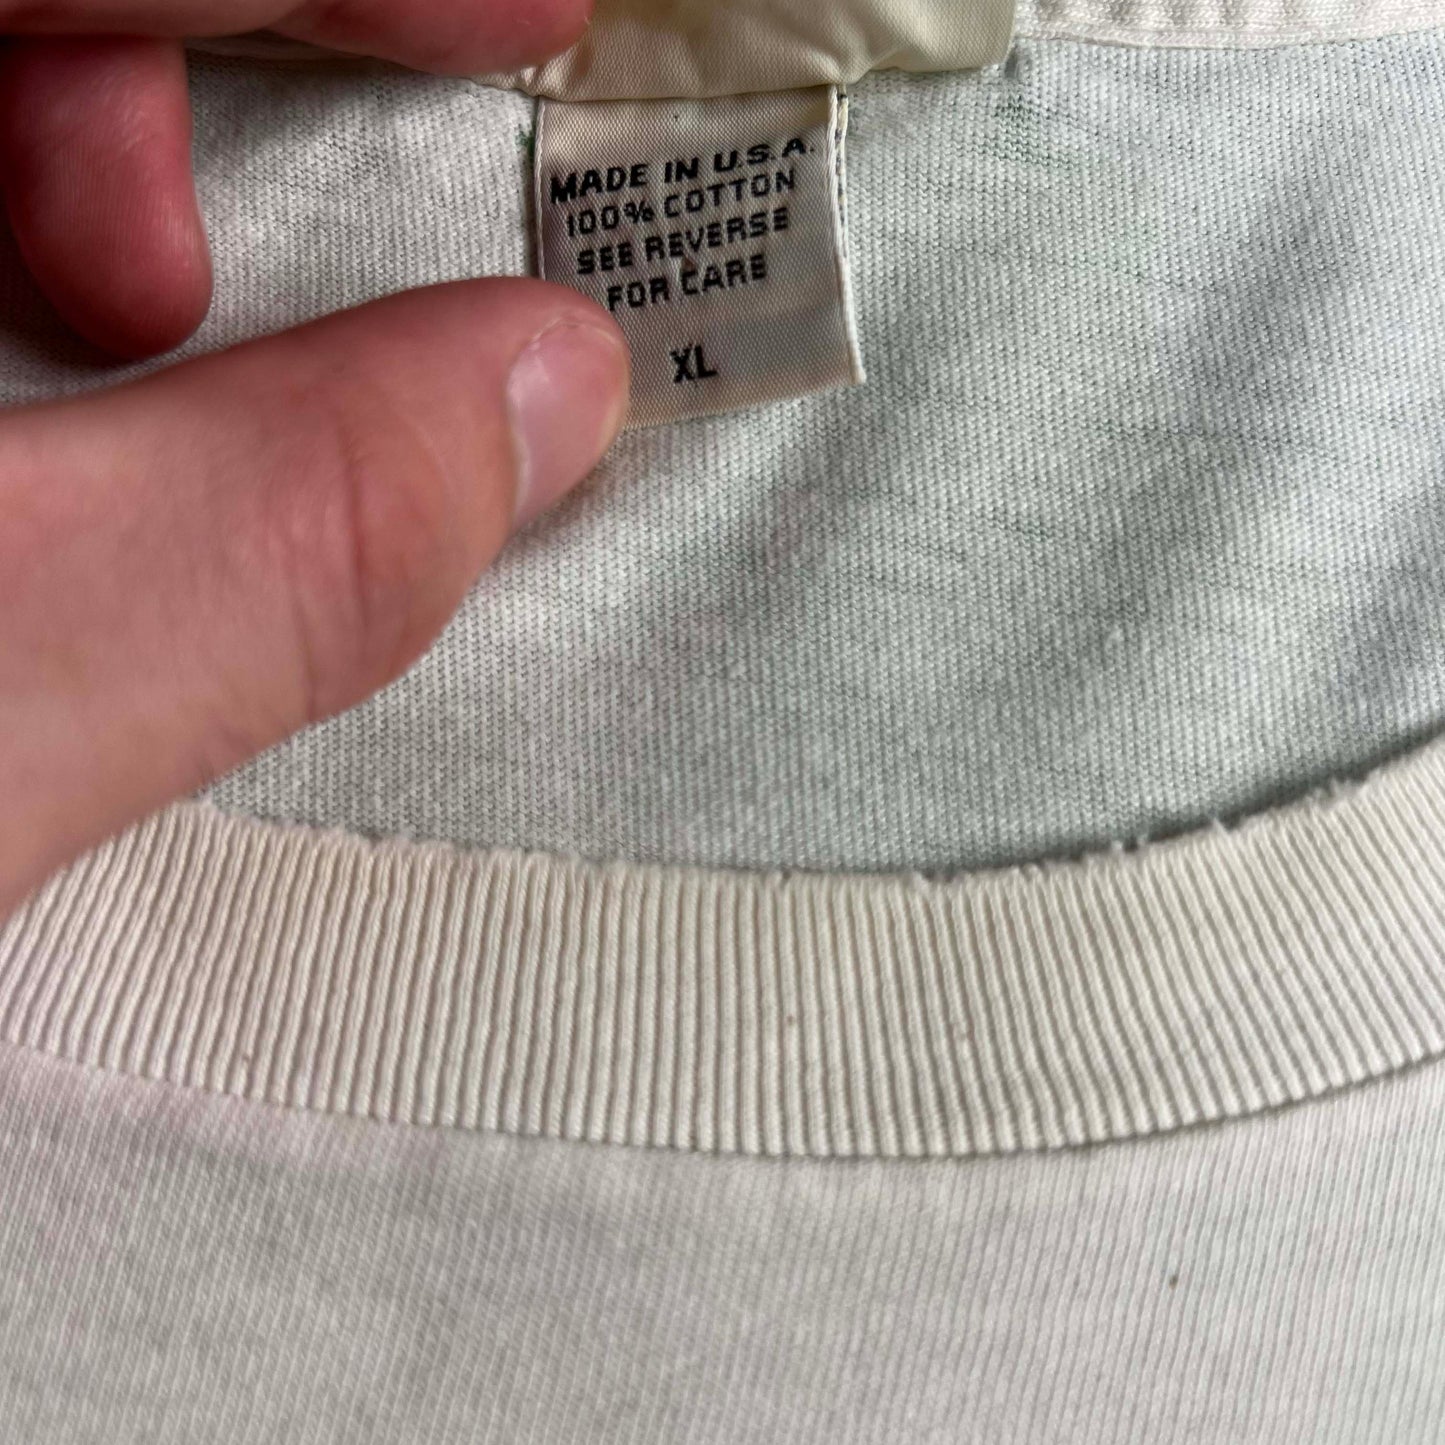 MADE IN U.S.A.
100% COTTON
SEE REVERSE
FOR CARE
XL